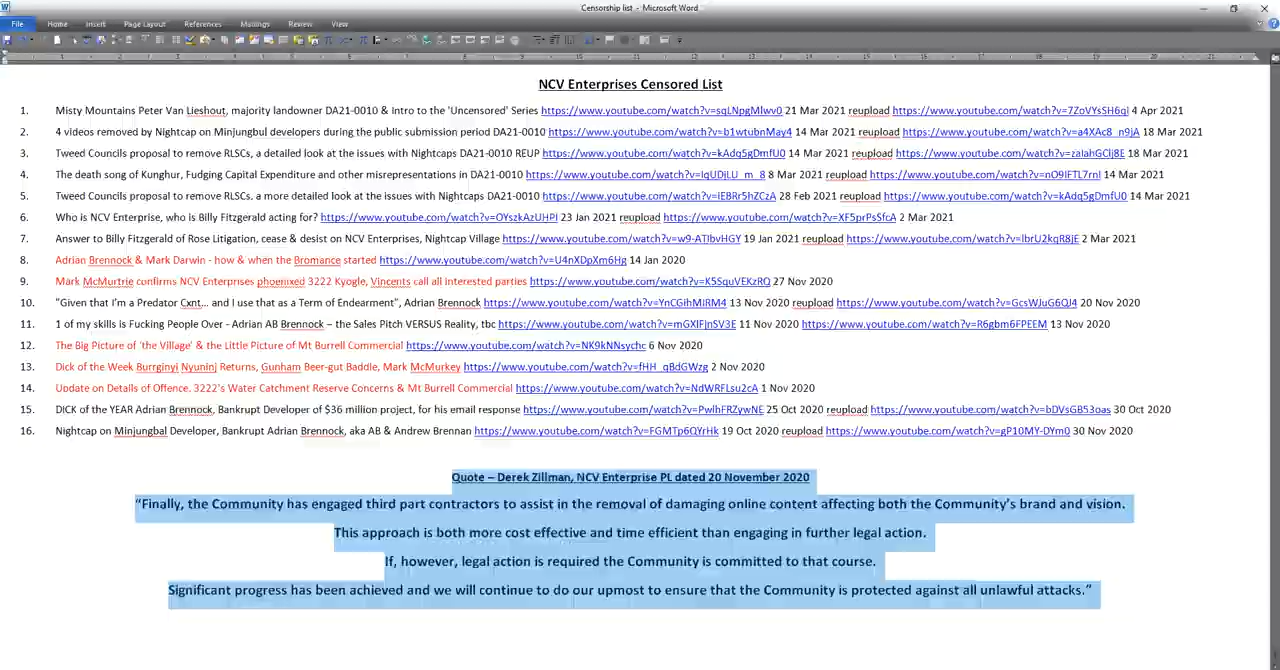 Censorship list - Microsoft Word
File Home Insert Page Layout References Mailings Review View
NCV Enterprises Censored List
1. Misty Mountains Peter Van Lieshout, majority landowner DA21-0010 & Intro to the 'Uncensored' Series https://www.youtube.com/watch?v=sqLNpgMlwv0 21 Mar 2021 reupload https://www.youtube.com/watch?v=7ZoVYsSH6qi 4 Apr 2021
2. 4 videos removed by Nightcap on Minjungbul developers during the public submission period DA21-0010 https://www.youtube.com/watch?v=b1wtubnMay4 14 Mar 2021 reupload https://www.youtube.com/watch?v=a4XAc8_n9jA 18 Mar 2021
3. Tweed Councils proposal to remove RLSCs, a detailed look at the issues with Nightcaps DA21-0010 REUP https://www.youtube.com/watch?v=kAdq5gDmfU0 14 Mar 2021 reupload https://www.youtube.com/watch?v=zaIahGClj8E 18 Mar 2021
4. The death song of Kunghur, Fudging Capital Expenditure and other misrepresentations in DA21-0010 https://www.youtube.com/watch?v=IqUDjLU_m_8 8 Mar 2021 reupload https://www.youtube.com/watch?v=nO9IFTL7rnI 14 Mar 2021
5. Tweed Councils proposal to remove RLSCs. a more detailed look at the issues with Nightcaps DA21-0010 https://www.youtube.com/watch?v=iEBRr5hZCzA 28 Feb 2021 reupload https://www.youtube.com/watch?v=kAdq5gDmfU0 14 Mar 2021
6. Who is NCV Enterprise, who is Billy Fitzgerald acting for? https://www.youtube.com/watch?v=OYszkAzUHPI 23 Jan 2021 reupload https://www.youtube.com/watch?v=XF5prPsSfcA 2 Mar 2021
7. Answer to Billy Fitzgerald of Rose Litigation, cease & desist on NCV Enterprises, Nightcap Village https://www.youtube.com/watch?v=w9-ATIbvHGY 19 Jan 2021 reupload https://www.youtube.com/watch?v=lbrU2kqR8jE 2 Mar 2021
8. Adrian Brennock & Mark Darwin - how & when the Bromance started https://www.youtube.com/watch?v=U4nXDpXm6Hg 14 Jan 2020
9. Mark McMurtrie confirms NCV Enterprises phoenixed 3222 Kyogle, Vincents call all Interested parties https://www.youtube.com/watch?v=K5SquVEKzRQ 27 Nov 2020
10. "Given that I'm a Predator Cxnt… and I use that as a Term of Endearment", Adrian Brennock https://www.youtube.com/watch?v=YnCGihMJRM4 13 Nov 2020 reupload https://www.youtube.com/watch?v=GcsWJuG6QJ4 20 Nov 2020
11. 1 of my skills is Fucking People Over - Adrian AB Brennock – the Sales Pitch VERSUS Reality, tbc https://www.youtube.com/watch?v=mGXIFJnSV3E 11 Nov 2020 reupload https://www.youtube.com/watch?v=R6gbm6FPEEM 13 Nov 2020
12. The Big Picture of 'the Village' & the Little Picture of Mt Burrell Commercial https://www.youtube.com/watch?v=NK9kNNsychc 6 Nov 2020
13. Dick of the Week Burrginyi Nyuninj Returns, Gunham Beer-gut Baddle, Mark McMurkey https://www.youtube.com/watch?v=fHH_qBdGWzg 2 Nov 2020
14. Update on Details of Offence. 3222's Water Catchment Reserve Concerns & Mt Burrell Commercial https://www.youtube.com/watch?v=NdWRFLsu2cA 1 Nov 2020
15. DICK of the YEAR Adrian Brennock, Bankrupt Developer of $36 million project, for his email response https://www.youtube.com/watch?v=PwlhFRZywNE 25 Oct 2020 reupload https://www.youtube.com/watch?v=bDVsGB53oas 30 Oct 2020
16. Nightcap on Minjungbal Developer, Bankrupt Adrian Brennock, aka AB & Andrew Brennan https://www.youtube.com/watch?v=FGMTp6QYrHk 19 Oct 2020 reupload https://www.youtube.com/watch?v=gP10MY-DYm0 30 Nov 2020
Quote – Derek Zillman, NCV Enterprise PL dated 20 November 2020
"Finally, the Community has engaged third part contractors to assist in the removal of damaging online content affecting both the Community's brand and vision.
This approach is both more cost effective and time efficient than engaging in further legal action.
If, however, legal action is required the Community is committed to that course.
Significant progress has been achieved and we will continue to do our upmost to ensure that the Community is protected against all unlawful attacks."